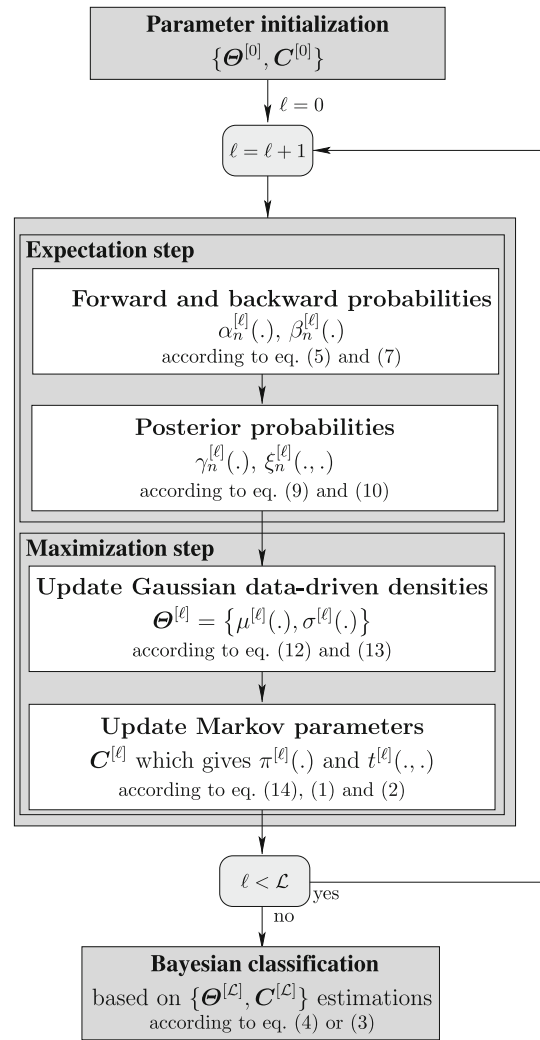 Parameter initialization
{Θ^[0], C^[0]}
ℓ = 0
ℓ = ℓ + 1
Expectation step
Forward and backward probabilities
α_n^[ℓ](.), β_n^[ℓ](.)
according to eq. (5) and (7)
Posterior probabilities
γ_n^[ℓ](.), ξ_n^[ℓ](., .)
according to eq. (9) and (10)
Maximization step
Update Gaussian data-driven densities
Θ^[ℓ] = {μ^[ℓ](.), σ^[ℓ](.)}
according to eq. (12) and (13)
Update Markov parameters
C^[ℓ] which gives π^[ℓ](.) and t^[ℓ](., .)
according to eq. (14), (1) and (2)
ℓ < ℒ
yes
no
Bayesian classification
based on {Θ^[ℒ], C^[ℒ]} estimations
according to eq. (4) or (3)